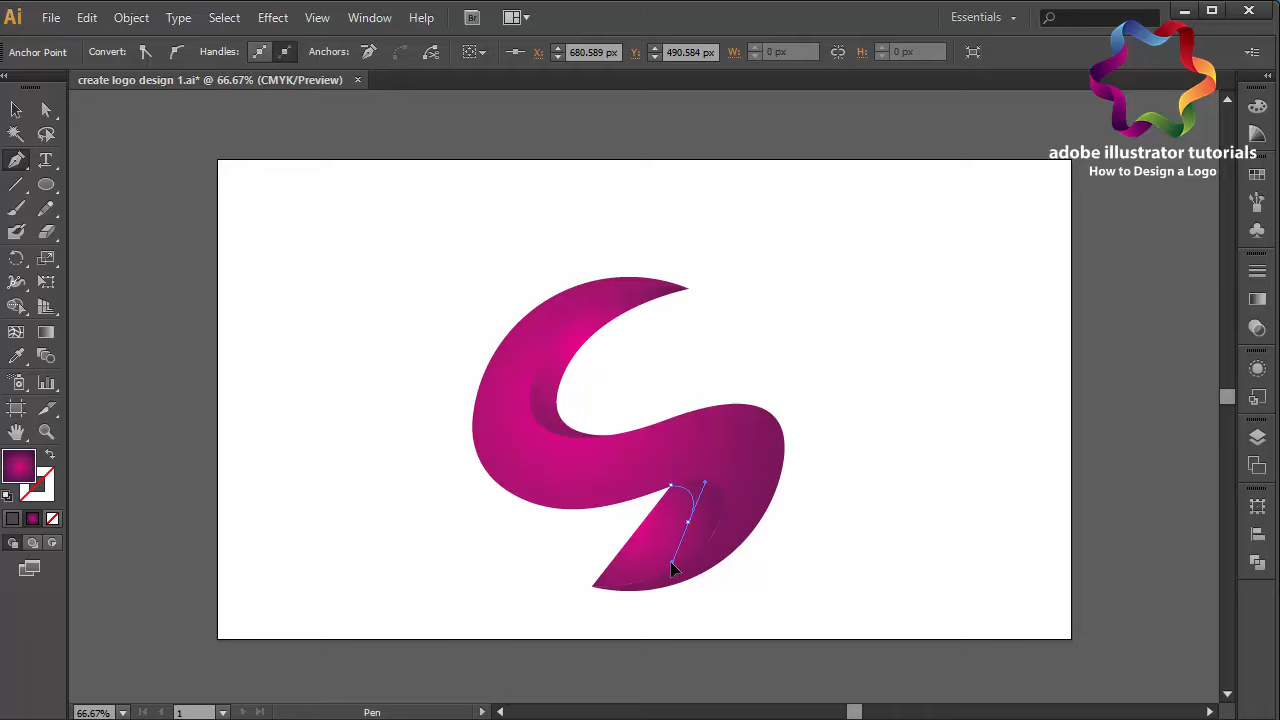 Ai File Edit Object Type Select Effect View Window Help Br Essentials
Anchor Point Convert: Handles: Anchors: X: 680.589 px Y: 490.584 px W: 0 px H: 0 px
create logo design 1.ai* @ 66.67% (CMYK/Preview) ×
adobe illustrator tutorials
How to Design a Logo
T
66.67% 1 Pen